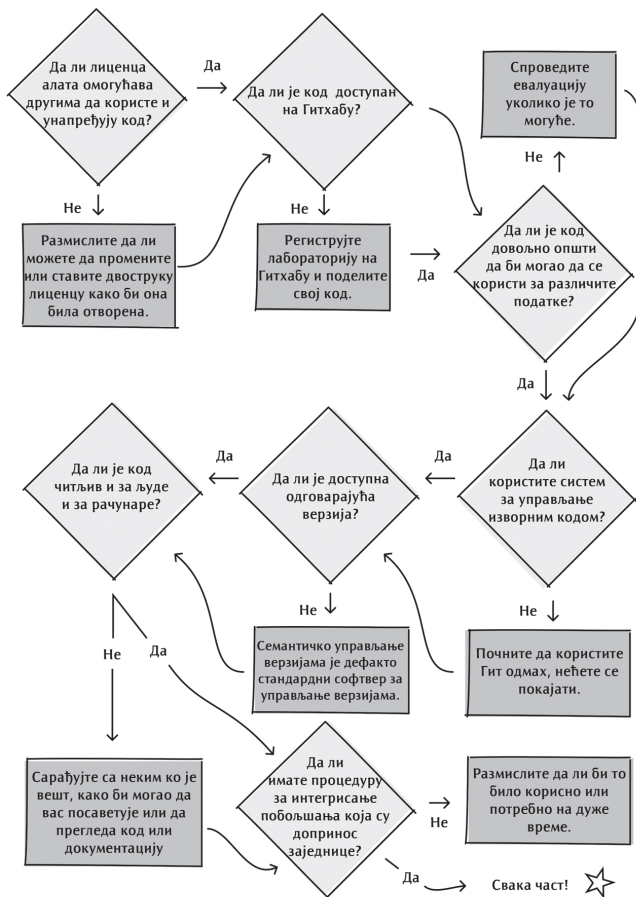 Да ли лиценца
алата омогућава
другима да користе и
унапређују код?
Да
Не
Размислите да ли
можете да промените
или ставите двоструку
лиценцу како би она
била отворена.
Да ли је код доступан
на Гитхабу?
Не
Региструјте
лабораторију на
Гитхабу и поделите
свој код.
Да
Спроведите
евалуацију
уколико је то
могуће.
Не
Да ли је код
довољно општи
да би могао да се
користи за различите
податке?
Да
Да ли
користите систем
за управљање
изворним кодом?
Да
Не
Почните да користите
Гит одмах, нећете се
покајати.
Да ли је доступна
одговарајућа
верзија?
Да
Не
Семантичко управљање
верзијама је дефакто
стандардни софтвер за
управљање верзијама.
Да ли је код
читљив и за људе
и за рачунаре?
Не
Да
Сарађујте са неким ко је
вешт, како би могао да
вас посаветује или да
прегледа код или
документацију
Да ли
имате процедуру
за интегрисање
побољшања која су
допринос
заједнице?
Не
Размислите да ли би то
било корисно или
потребно на дуже
време.
Да
Свака част!